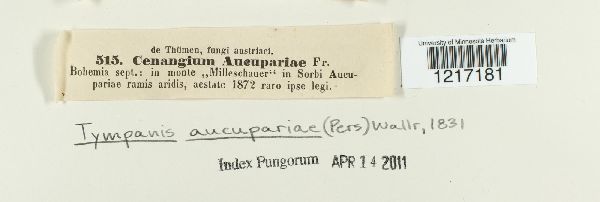 de Thümen, fungi austriaci.
515. Cenangium Aucupariae Fr.
Bohemia sept.: in monte „Milleschauer“ in Sorbi Aucu-
pariae ramis aridis, aestate 1872 raro ipse legi.
University of Minnesota Herbarium
1217181
Tympanis aucupariae (Pers) Wallr, 1831
Index Fungorum APR 14 2011